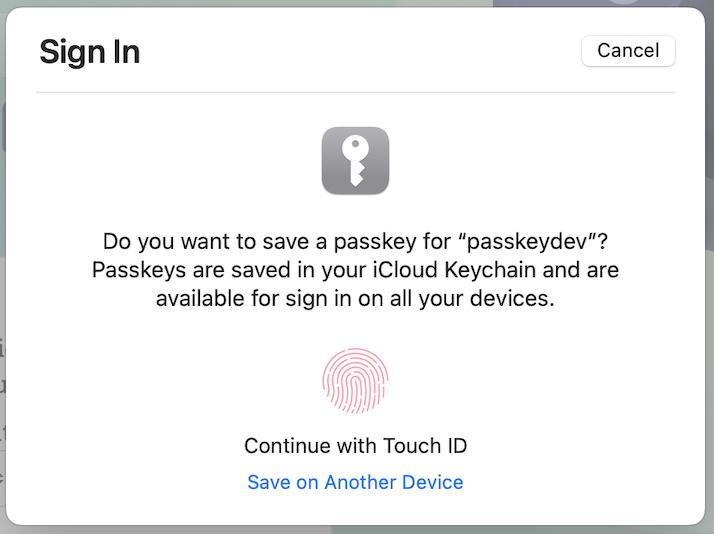 Sign In
Cancel
Do you want to save a passkey for “passkeydev”?
Passkeys are saved in your iCloud Keychain and are
available for sign in on all your devices.
Continue with Touch ID
Save on Another Device